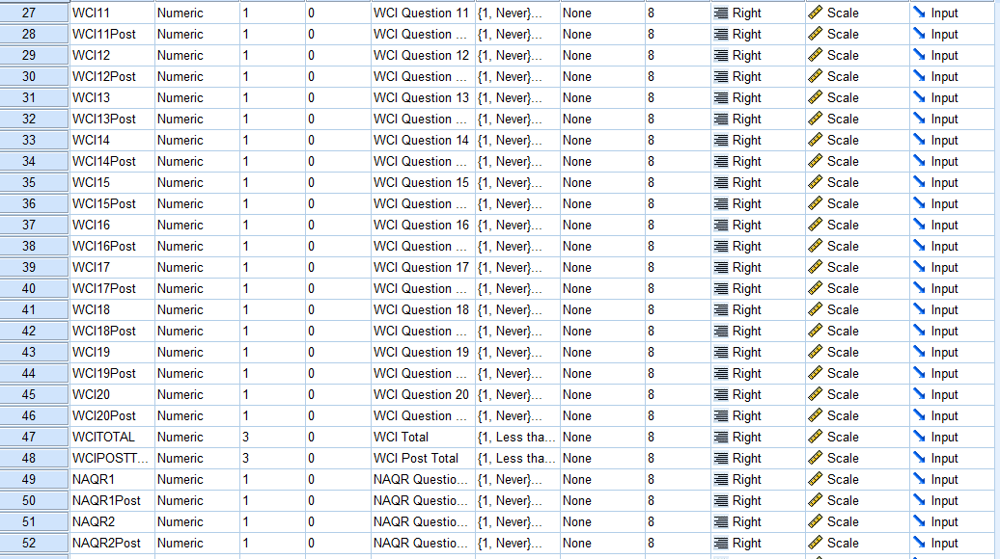 27 WCI11 Numeric 1 0 WCI Question 11 {1, Never}... None 8 Right Scale Input
28 WCI11Post Numeric 1 0 WCI Question ... {1, Never}... None 8 Right Scale Input
29 WCI12 Numeric 1 0 WCI Question 12 {1, Never}... None 8 Right Scale Input
30 WCI12Post Numeric 1 0 WCI Question ... {1, Never}... None 8 Right Scale Input
31 WCI13 Numeric 1 0 WCI Question 13 {1, Never}... None 8 Right Scale Input
32 WCI13Post Numeric 1 0 WCI Question ... {1, Never}... None 8 Right Scale Input
33 WCI14 Numeric 1 0 WCI Question 14 {1, Never}... None 8 Right Scale Input
34 WCI14Post Numeric 1 0 WCI Question ... {1, Never}... None 8 Right Scale Input
35 WCI15 Numeric 1 0 WCI Question 15 {1, Never}... None 8 Right Scale Input
36 WCI15Post Numeric 1 0 WCI Question ... {1, Never}... None 8 Right Scale Input
37 WCI16 Numeric 1 0 WCI Question 16 {1, Never}... None 8 Right Scale Input
38 WCI16Post Numeric 1 0 WCI Question ... {1, Never}... None 8 Right Scale Input
39 WCI17 Numeric 1 0 WCI Question 17 {1, Never}... None 8 Right Scale Input
40 WCI17Post Numeric 1 0 WCI Question ... {1, Never}... None 8 Right Scale Input
41 WCI18 Numeric 1 0 WCI Question 18 {1, Never}... None 8 Right Scale Input
42 WCI18Post Numeric 1 0 WCI Question ... {1, Never}... None 8 Right Scale Input
43 WCI19 Numeric 1 0 WCI Question 19 {1, Never}... None 8 Right Scale Input
44 WCI19Post Numeric 1 0 WCI Question ... {1, Never}... None 8 Right Scale Input
45 WCI20 Numeric 1 0 WCI Question 20 {1, Never}... None 8 Right Scale Input
46 WCI20Post Numeric 1 0 WCI Question ... {1, Never}... None 8 Right Scale Input
47 WCITOTAL Numeric 3 0 WCI Total {1, Less tha... None 8 Right Scale Input
48 WCIPOSTT... Numeric 3 0 WCI Post Total {1, Less tha... None 8 Right Scale Input
49 NAQR1 Numeric 1 0 NAQR Questio... {1, Never}... None 8 Right Scale Input
50 NAQR1Post Numeric 1 0 NAQR Questio... {1, Never}... None 8 Right Scale Input
51 NAQR2 Numeric 1 0 NAQR Questio... {1, Never}... None 8 Right Scale Input
52 NAQR2Post Numeric 1 0 NAQR Questio... {1, Never}... None 8 Right Scale Input